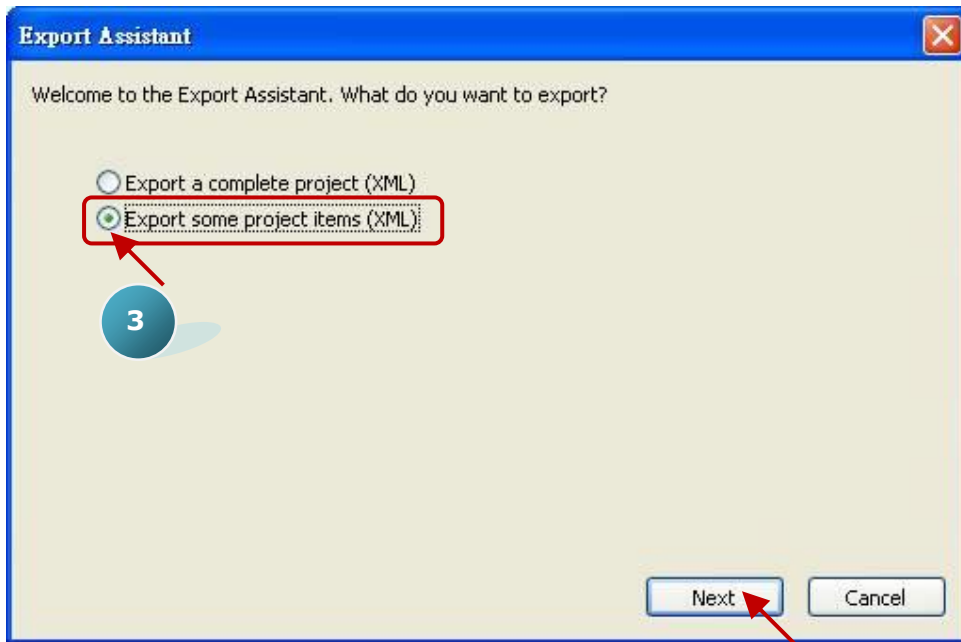 Export Assistant
Welcome to the Export Assistant. What do you want to export?
Export a complete project (XML)
Export some project items (XML)
3
Next
Cancel